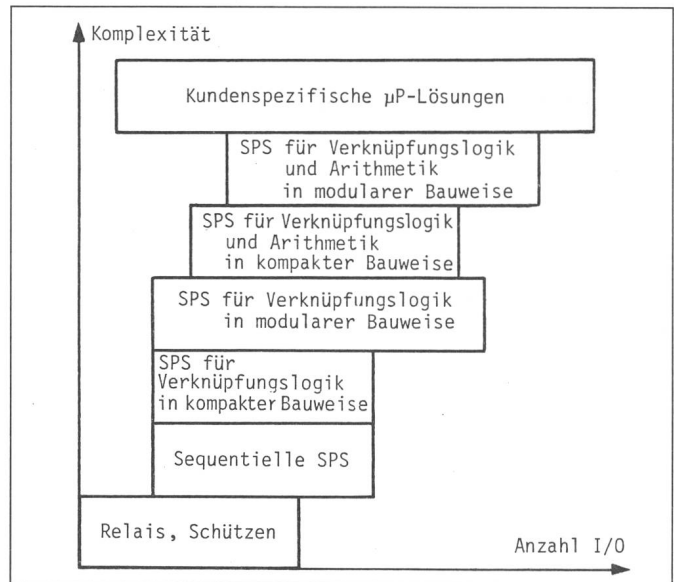 Komplexität
Kundenspezifische µP-Lösungen
SPS für Verknüpfungslogik
und Arithmetik
in modularer Bauweise
SPS für Verknüpfungslogik
und Arithmetik
in kompakter Bauweise
SPS für Verknüpfungslogik
in modularer Bauweise
SPS für
Verknüpfungslogik
in kompakter Bauweise
Sequentielle SPS
Relais, Schützen
Anzahl I/O